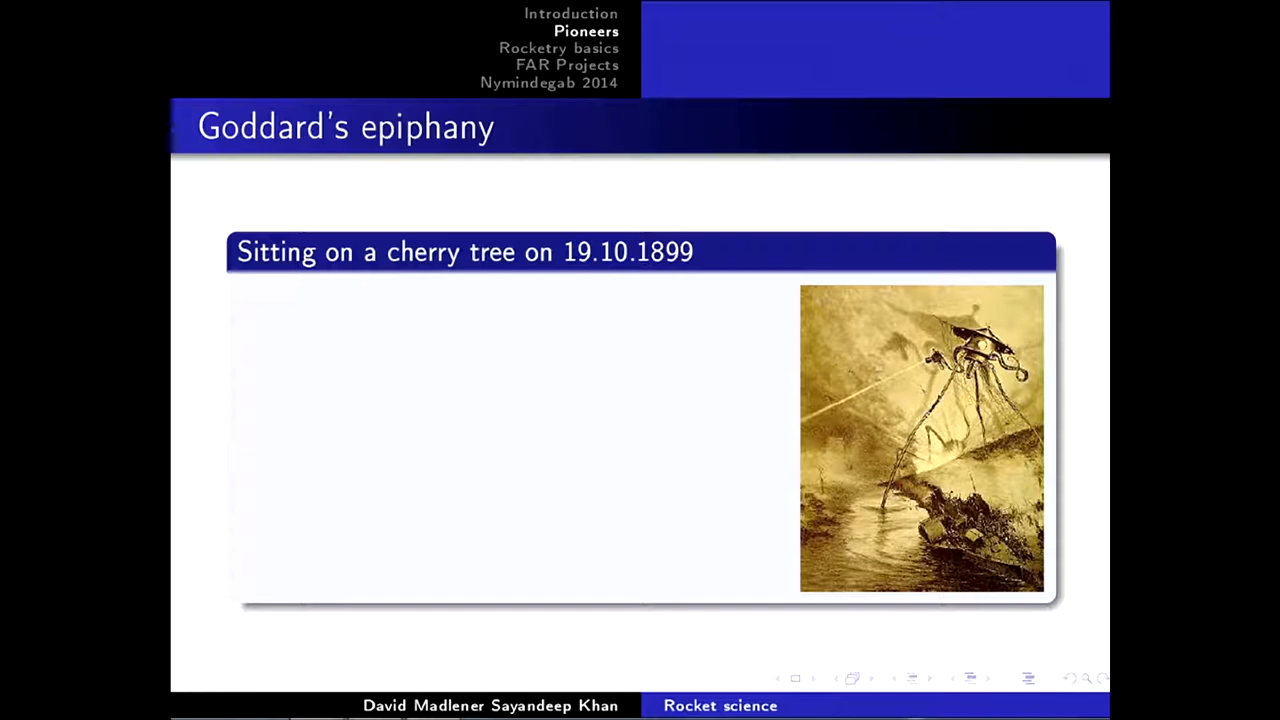 Introduction
Pioneers
Rocketry basics
FAR Projects
Nymindegab 2014
Goddard's epiphany
Sitting on a cherry tree on 19.10.1899
David Madlener Sayandeep Khan
Rocket science